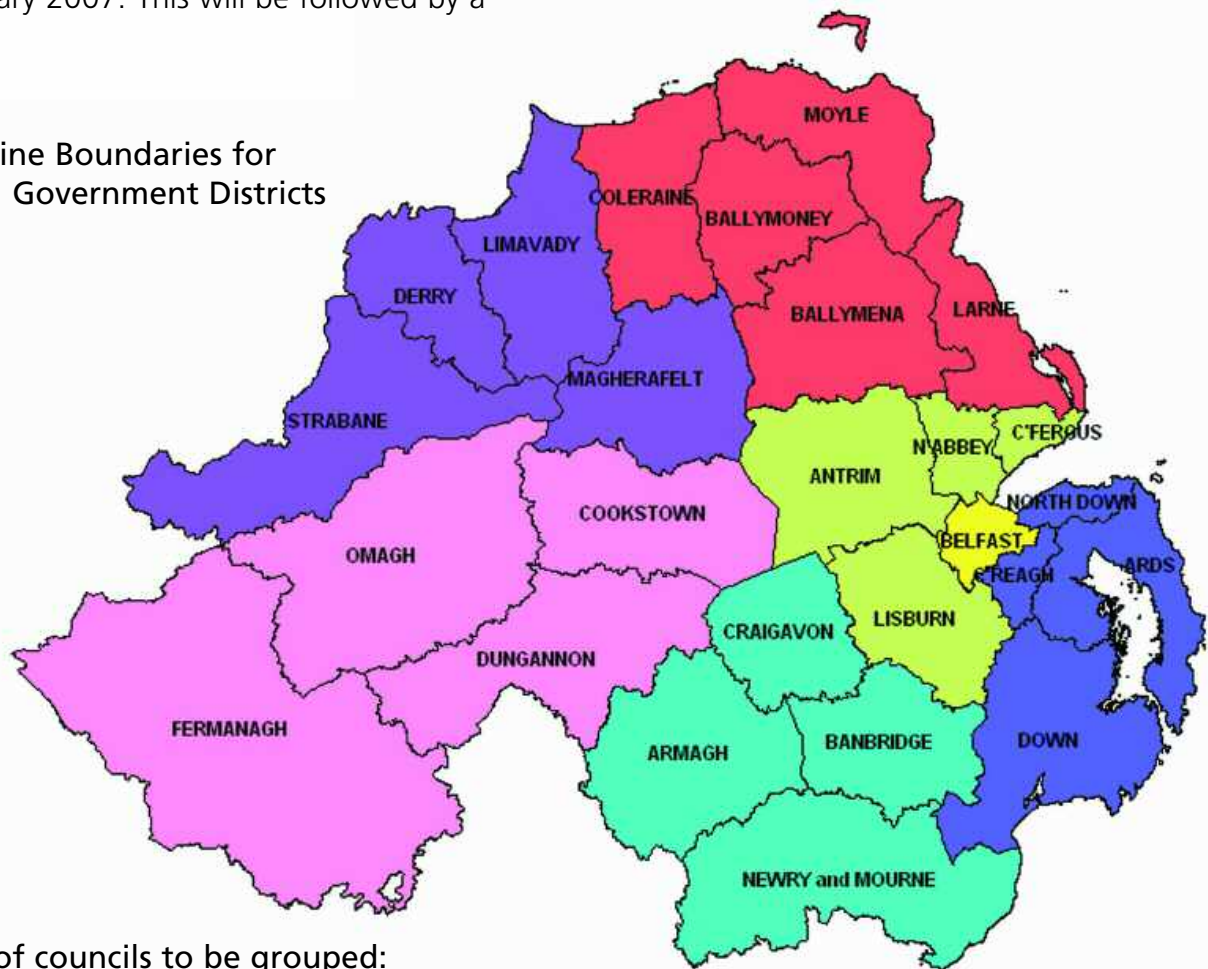 ary 2007. This will be followed by a
ine Boundaries for
Government Districts
MOYLE
COLERAINE
BALLYMONEY
LIMAVADY
DERRY
BALLYMENA
LARNE
MAGHERAFELT
STRABANE
C'FERGUS
N'ABBEY
ANTRIM
NORTH DOWN
COOKSTOWN
BELFAST
OMAGH
C'REAGH
ARDS
LISBURN
CRAIGAVON
DUNGANNON
FERMANAGH
ARMAGH
BANBRIDGE
DOWN
NEWRY and MOURNE
of councils to be grouped: